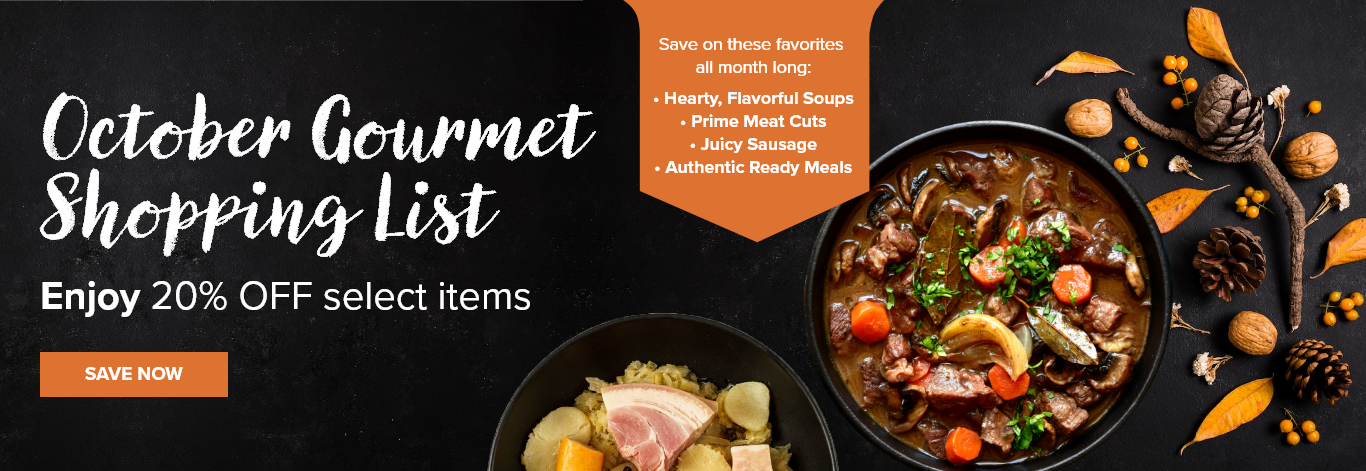 October Gourmet
Shopping List
Enjoy 20% OFF select items
SAVE NOW
Save on these favorites
all month long:
• Hearty, Flavorful Soups
• Prime Meat Cuts
• Juicy Sausage
• Authentic Ready Meals